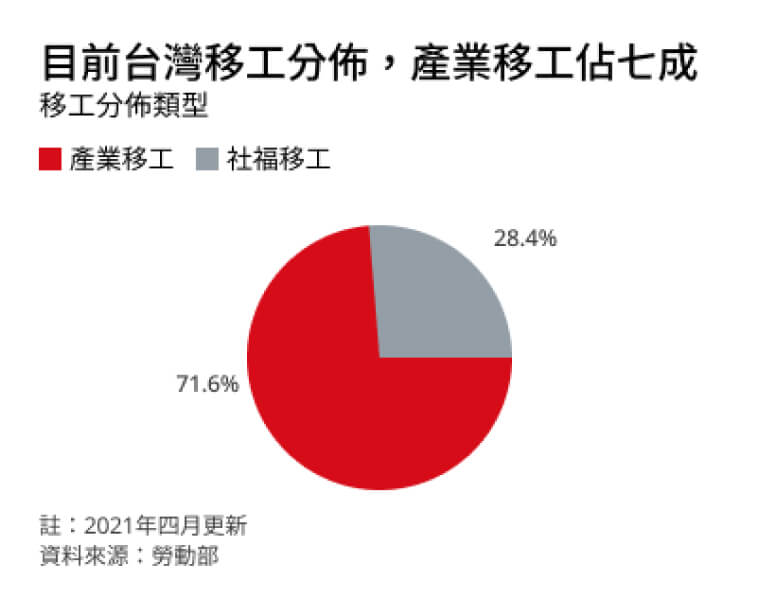 目前台灣移工分佈，產業移工佔七成
移工分佈類型
產業移工 社福移工
28.4%
71.6%
註：2021年四月更新
資料來源：勞動部